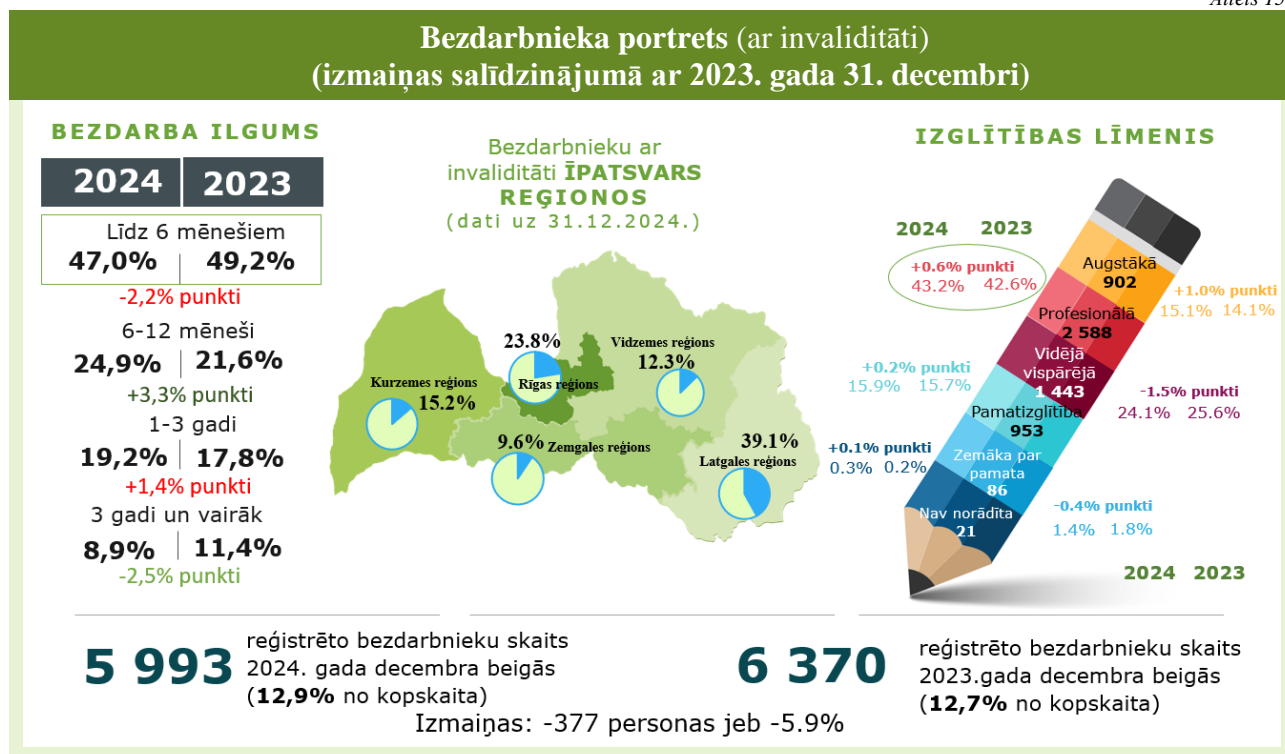 Bezdarbnieka portrets (ar invaliditāti)
(izmaiņas salīdzinājumā ar 2023. gada 31. decembri)
BEZDARBA ILGUMS
2024 2023
Līdz 6 mēnešiem
47,0% 49,2%
-2,2% punkti
6-12 mēneši
24,9% 21,6%
+3,3% punkti
1-3 gadi
19,2% 17,8%
+1,4% punkti
3 gadi un vairāk
8,9% 11,4%
-2,5% punkti
Bezdarbnieku ar
invaliditāti ĪPATSVARS
REĢIONOS
(dati uz 31.12.2024.)
23.8%
Rīgas reģions
Vidzemes reģions
12.3%
Kurzemes reģions
15.2%
9.6% Zemgales reģions
39.1%
Latgales reģions
IZGLĪTĪBAS LĪMENIS
2024 2023
Augstākā
902
+1.0% punkti
15.1% 14.1%
+0.6% punkti
43.2% 42.6%
Profesionālā
2 588
Vidējā
vispārējā
1 443
-1.5% punkti
24.1% 25.6%
+0.2% punkti
15.9% 15.7%
Pamatizglītība
953
Zemāka par
pamata
86
-0.4% punkti
1.4% 1.8%
+0.1% punkti
0.3% 0.2%
Nav norādīta
21
2024 2023
5 993
reģistrēto bezdarbnieku skaits
2024. gada decembra beigās
(12,9% no kopskaita)
6 370
reģistrēto bezdarbnieku skaits
2023.gada decembra beigās
(12,7% no kopskaita)
Izmaiņas: -377 personas jeb -5.9%